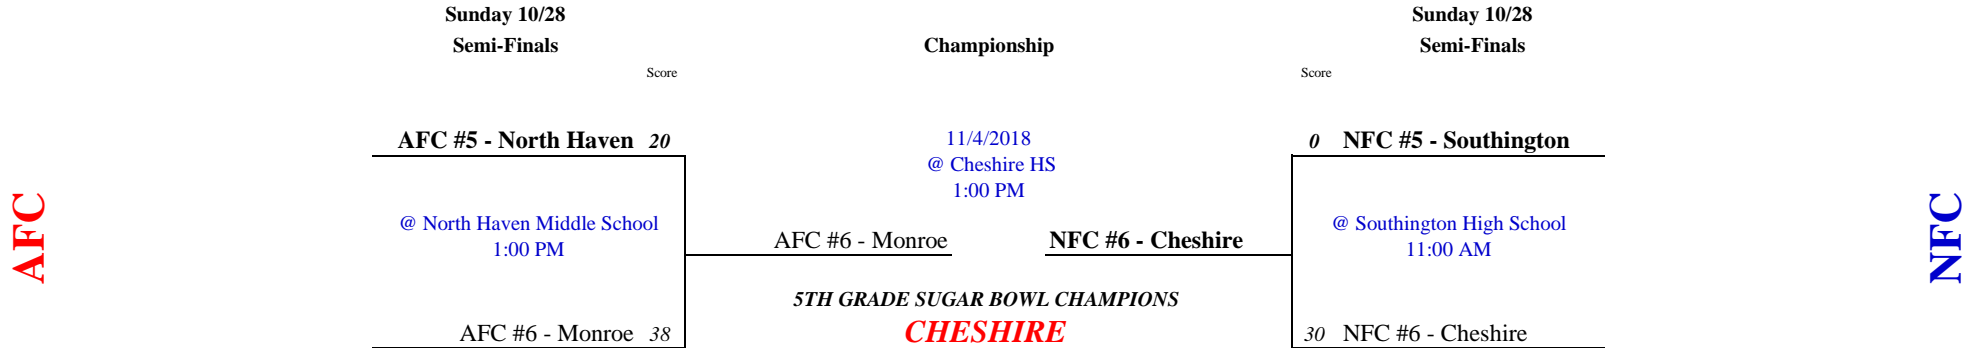 Sunday 10/28
Sunday 10/28
Semi-Finals
Championship
Semi-Finals
Score
Score
AFC #5 - North Haven 20
11/4/2018
0 NFC #5 - Southington
@ Cheshire HS
1:00 PM
AFC
@ North Haven Middle School
1:00 PM
AFC #6 - Monroe
NFC #6 - Cheshire
@ Southington High School
11:00 AM
NFC
5TH GRADE SUGAR BOWL CHAMPIONS
CHESHIRE
AFC #6 - Monroe 38
30 NFC #6 - Cheshire